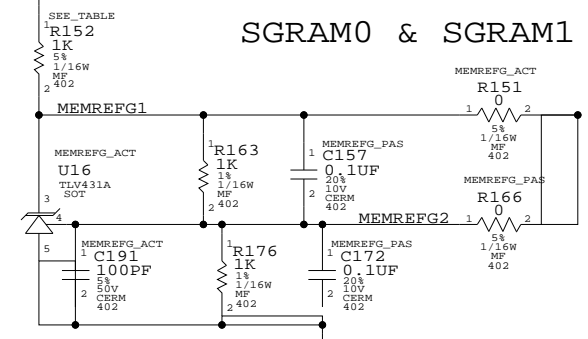 SEE_TABLE
1
R152
1K
5%
1/16W
MF
402
2
SGRAM0 & SGRAM1
MEMREFG1
MEMREFG_ACT
R151
0
1
2
5%
1/16W
MF
402
MEMREFG_ACT
U16
TLV431A
SOT
3
4
5
1
R163
1K
1%
1/16W
MF
402
2
MEMREFG_PAS
1
C157
0.1UF
20%
10V
CERM
402
2
MEMREFG_PAS
R166
0
1
2
5%
1/16W
MF
402
MEMREFG2
MEMREFG_ACT
1
C191
100PF
5%
50V
CERM
402
2
1
R176
1K
1%
1/16W
MF
402
2
MEMREFG_PAS
1
C172
0.1UF
20%
10V
CERM
402
2